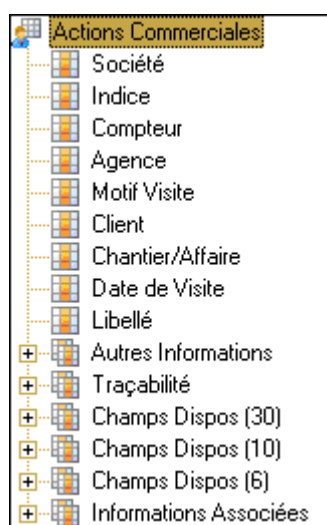 Actions Commerciales
Société
Indice
Compteur
Agence
Motif Visite
Client
Chantier/Affaire
Date de Visite
Libellé
Autres Informations
Traçabilité
Champs Dispos (30)
Champs Dispos (10)
Champs Dispos (6)
Informations Associées